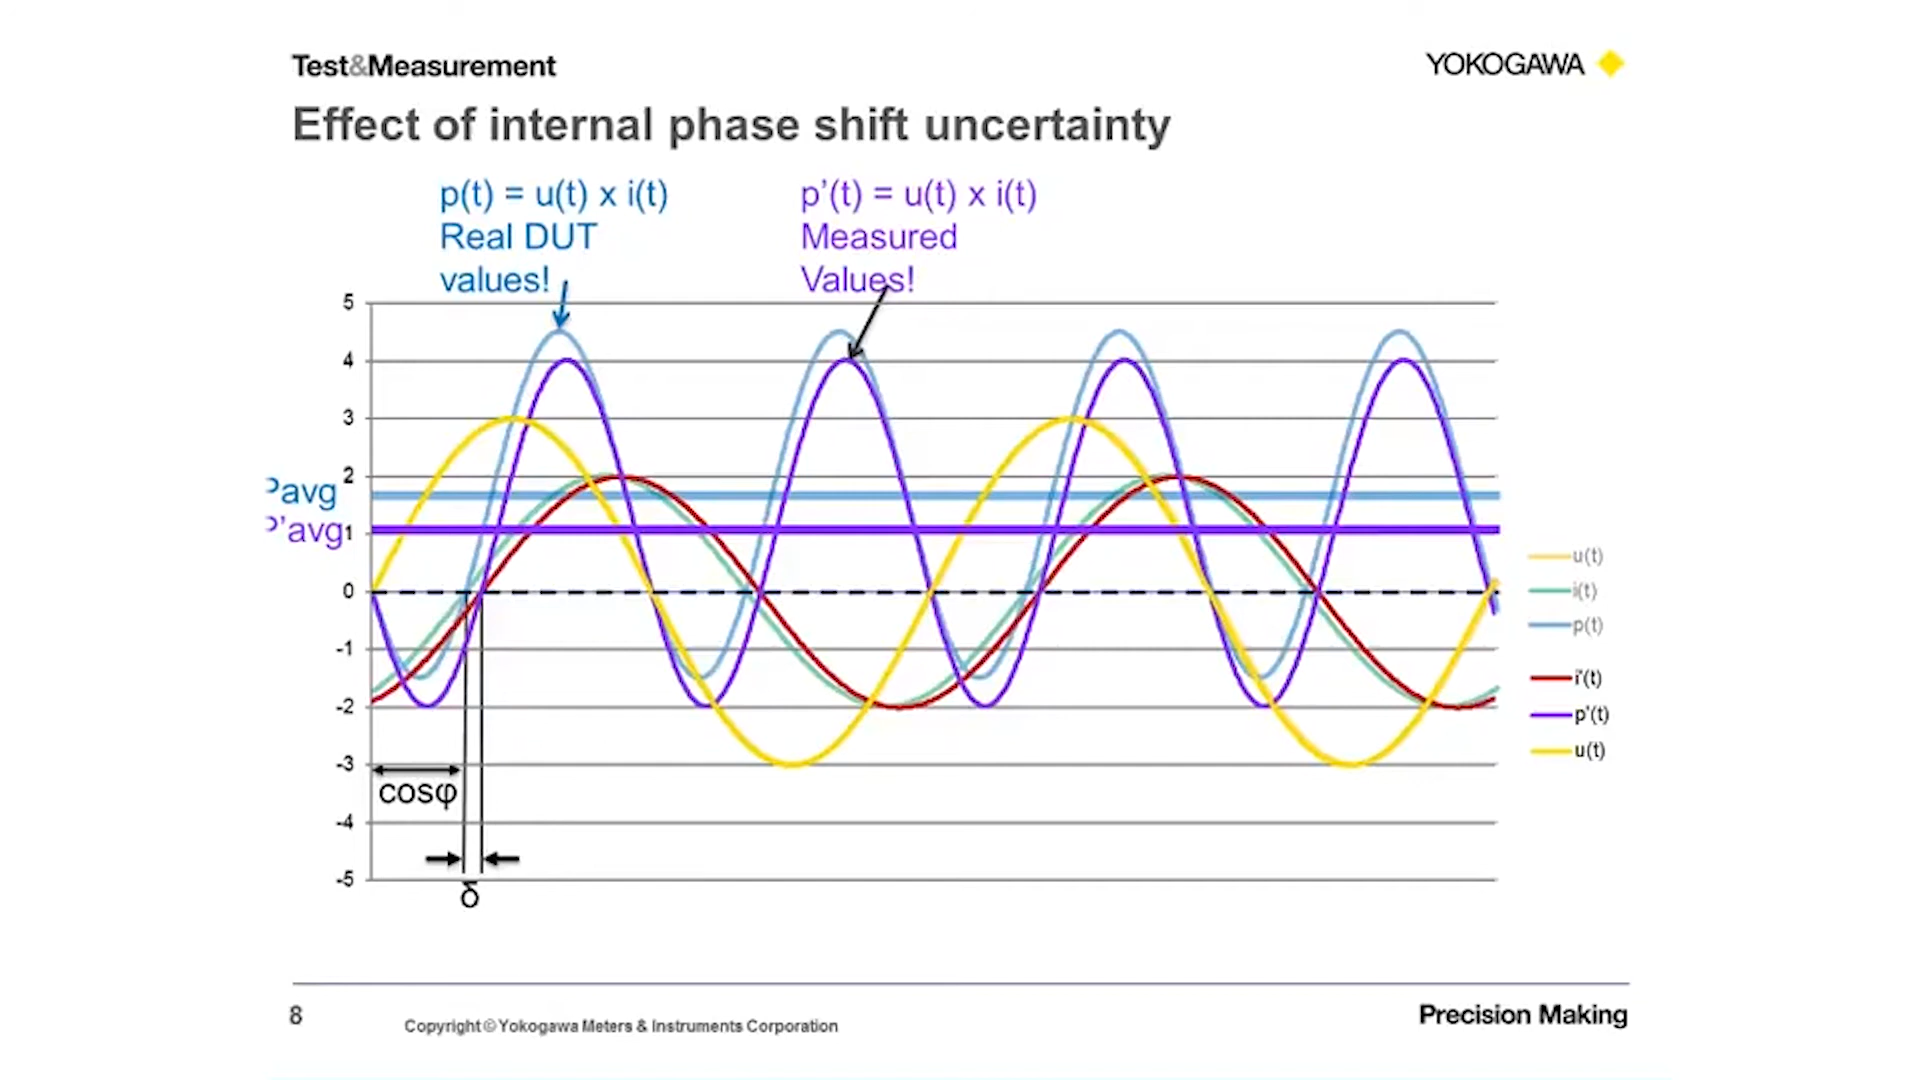 Test&Measurement
YOKOGAWA
Effect of internal phase shift uncertainty
p(t) = u(t) x i(t)
Real DUT
values!
p’(t) = u(t) x i(t)
Measured
Values!
5
4
3
2
Pavg
P’avg
1
0
-1
-2
-3
-4
-5
cosφ
δ
u(t)
i(t)
p(t)
i'(t)
p'(t)
u(t)
8
Copyright © Yokogawa Meters & Instruments Corporation
Precision Making